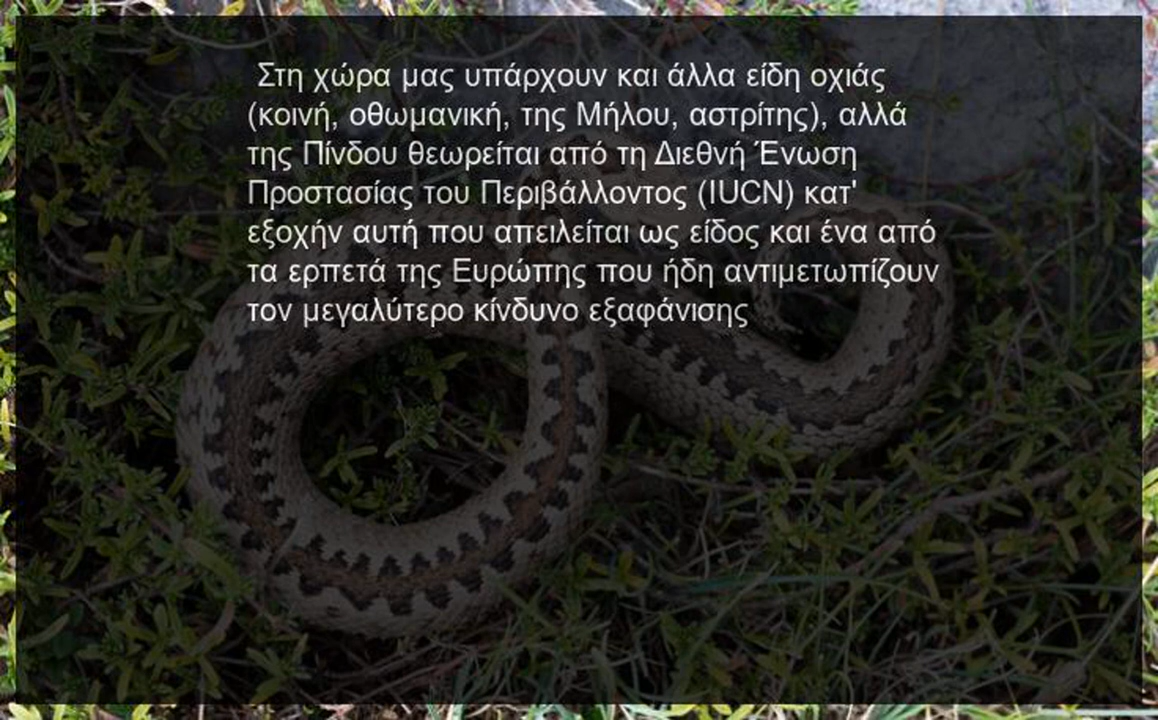 Στη χώρα μας υπάρχουν και άλλα είδη οχιάς
(κοινή, οθωμανική, της Μήλου, αστρίτης), αλλά
της Πίνδου θεωρείται από τη Διεθνή Ένωση
Προστασίας του Περιβάλλοντος (IUCN) κατ'
εξοχήν αυτή που απειλείται ως είδος και ένα από
τα ερπετά της Ευρώπης που ήδη αντιμετωπίζουν
τον μεγαλύτερο κίνδυνο εξαφάνισης